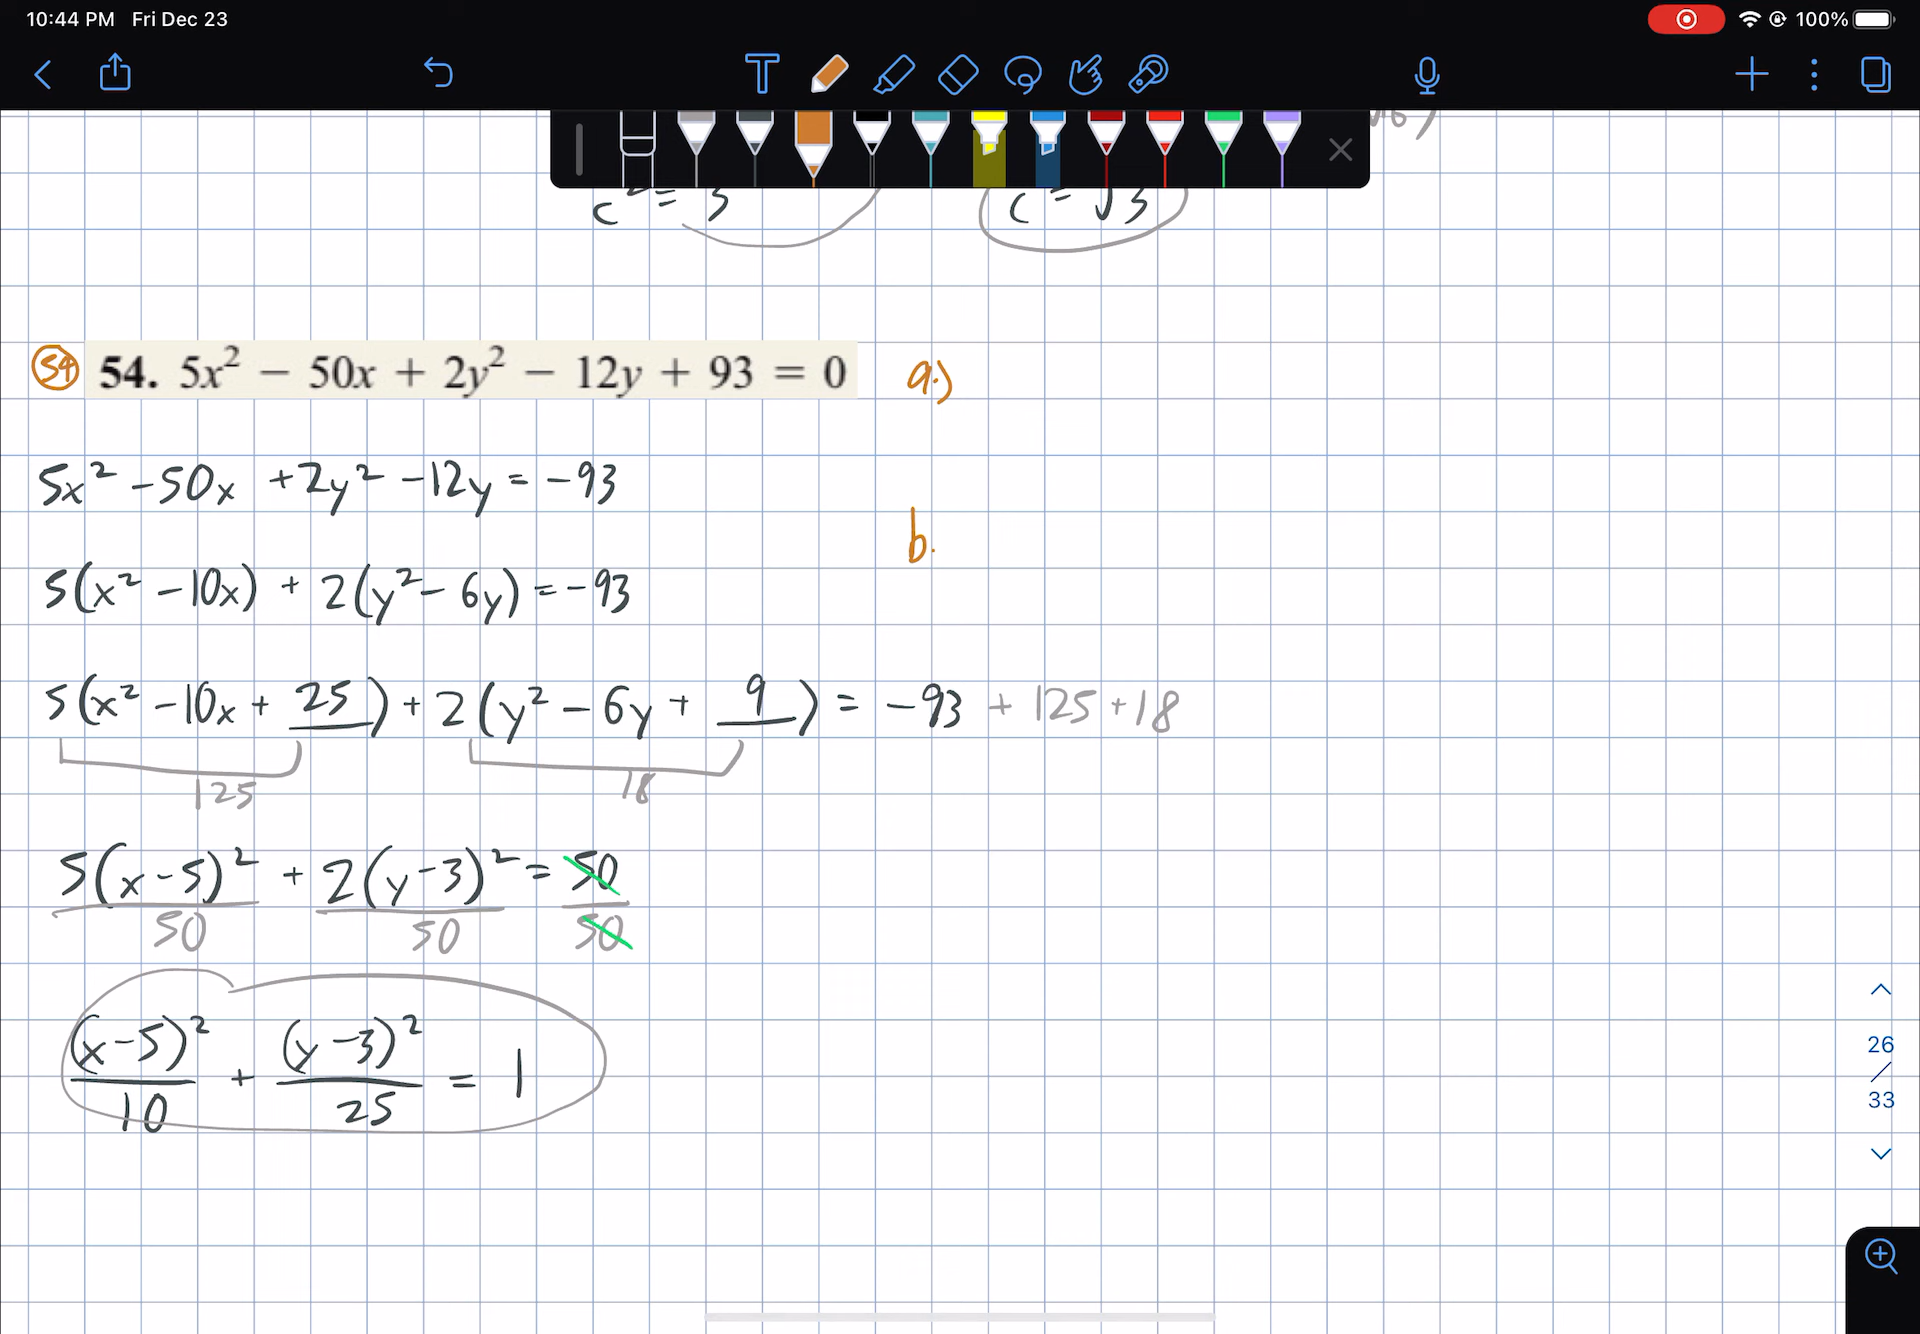 10:44 PM Fri Dec 23
100%
c² = 3
c = √3
54
54. 5x² − 50x + 2y² − 12y + 93 = 0
a.)
5x² -50x +2y² -12y = -93
b.
5(x² -10x) + 2(y² - 6y) = -93
5(x² -10x + 25) + 2(y² - 6y + 9) = -93 + 125 + 18
125
18
5(x-5)² + 2(y-3)² = 50
50 50 50
(x-5)² + (y-3)² = 1
10 25
26
/
33